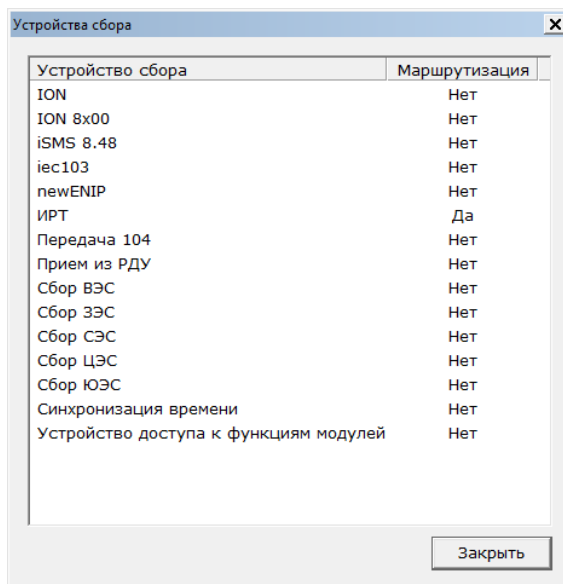 Устройства сбора
Устройство сбора Маршрутизация
ION Нет
ION 8x00 Нет
iSMS 8.48 Нет
iec103 Нет
newENIP Нет
ИРТ Да
Передача 104 Нет
Прием из РДУ Нет
Сбор ВЭС Нет
Сбор ЗЭС Нет
Сбор СЭС Нет
Сбор ЦЭС Нет
Сбор ЮЭС Нет
Синхронизация времени Нет
Устройство доступа к функциям модулей Нет
Закрыть